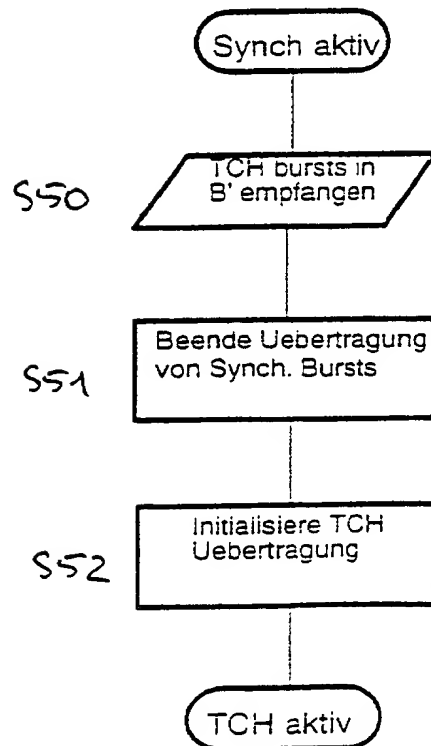 Synch aktiv
S50
TCH bursts in
B' empfangen
S51
Beende Uebertragung
von Synch. Bursts
S52
Initialisiere TCH
Uebertragung
TCH aktiv